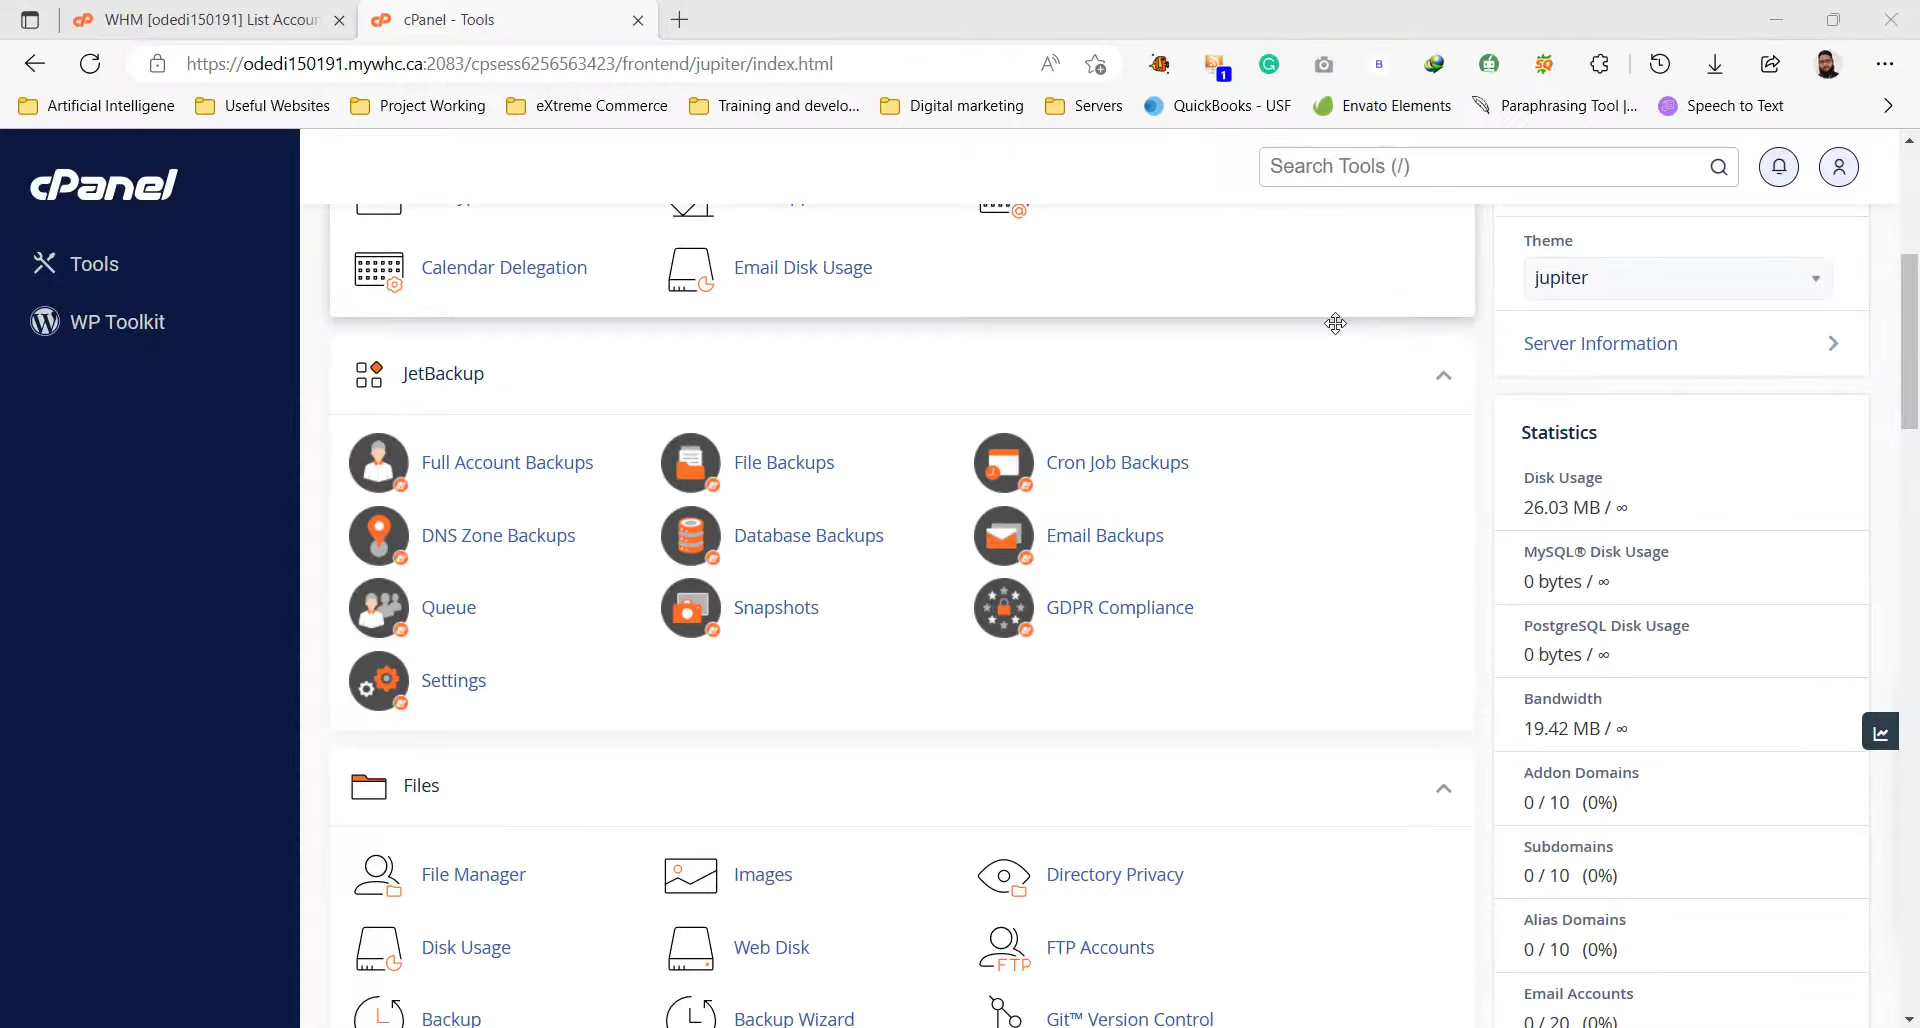 WHM [odedi150191] List Accour
cPanel - Tools
https://odedi150191.mywhc.ca:2083/cpsess6256563423/frontend/jupiter/index.html
1
B
SQ
Artificial Intelligene
Useful Websites
Project Working
eXtreme Commerce
Training and develo...
Digital marketing
Servers
QuickBooks - USF
Envato Elements
Paraphrasing Tool |...
Speech to Text
cPanel
Search Tools (/)
Tools
WP Toolkit
Calendar Delegation
Email Disk Usage
Theme
jupiter
Server Information
JetBackup
Full Account Backups
File Backups
Cron Job Backups
DNS Zone Backups
Database Backups
Email Backups
Queue
Snapshots
GDPR Compliance
Settings
Statistics
Disk Usage
26.03 MB / ∞
MySQL® Disk Usage
0 bytes / ∞
PostgreSQL Disk Usage
0 bytes / ∞
Bandwidth
19.42 MB / ∞
Addon Domains
0 / 10 (0%)
Subdomains
0 / 10 (0%)
Alias Domains
0 / 10 (0%)
Email Accounts
0 / 20 (0%)
Files
File Manager
Images
Directory Privacy
Disk Usage
Web Disk
FTP
FTP Accounts
Backup
Backup Wizard
Git™ Version Control